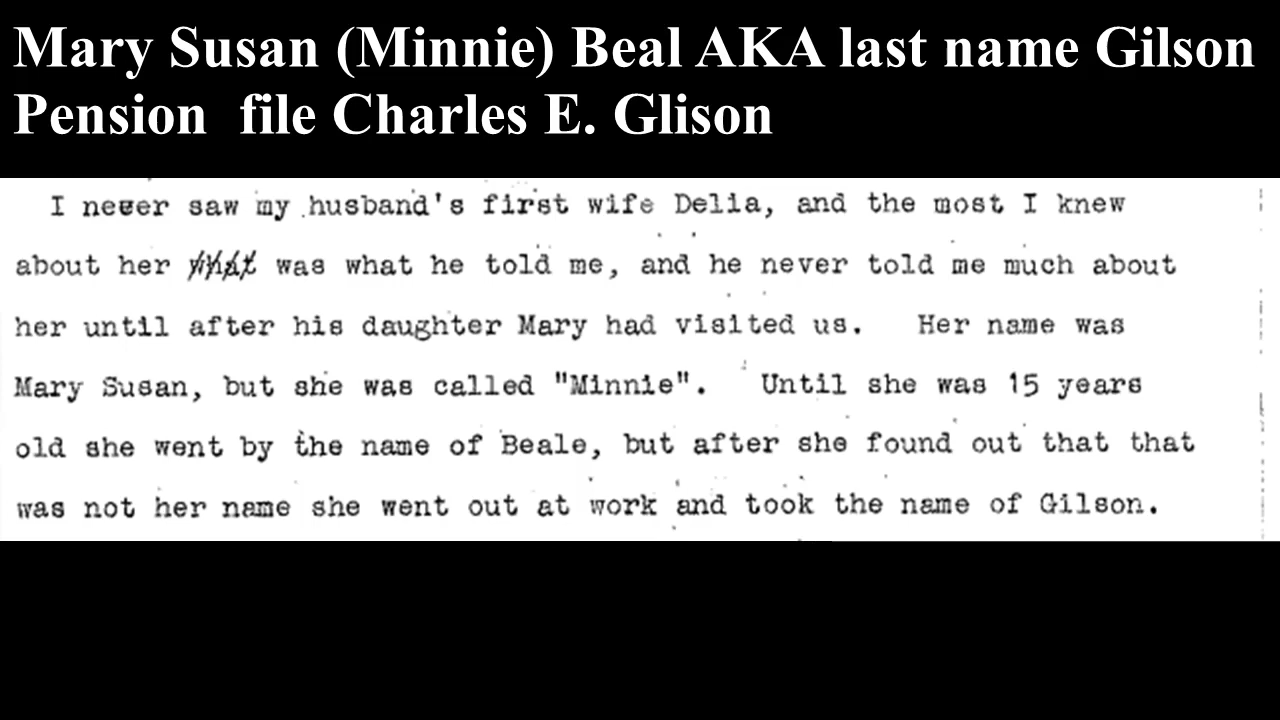 Mary Susan (Minnie) Beal AKA last name Gilson
Pension file Charles E. Glison
I never saw my husband's first wife Delia, and the most I knew
about her was what he told me, and he never told me much about
her until after his daughter Mary had visited us. Her name was
Mary Susan, but she was called "Minnie". Until she was 15 years
old she went by the name of Beale, but after she found out that that
was not her name she went out at work and took the name of Gilson.